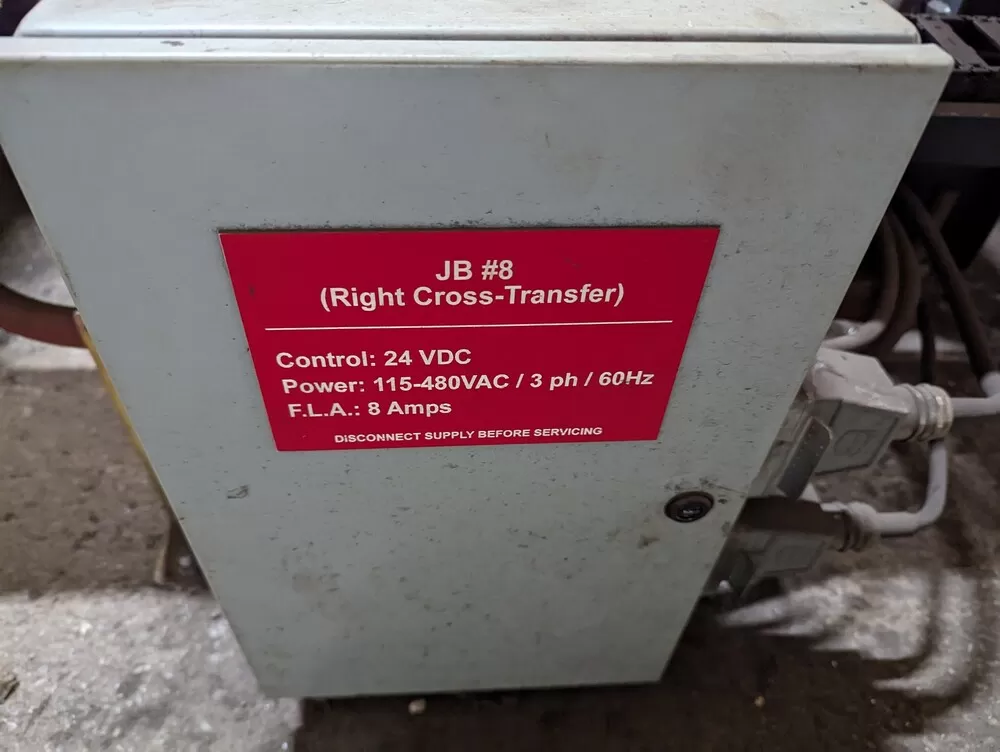 JB #8
(Right Cross-Transfer)
Control: 24 VDC
Power: 115-480VAC / 3 ph / 60Hz
F.L.A.: 8 Amps
DISCONNECT SUPPLY BEFORE SERVICING